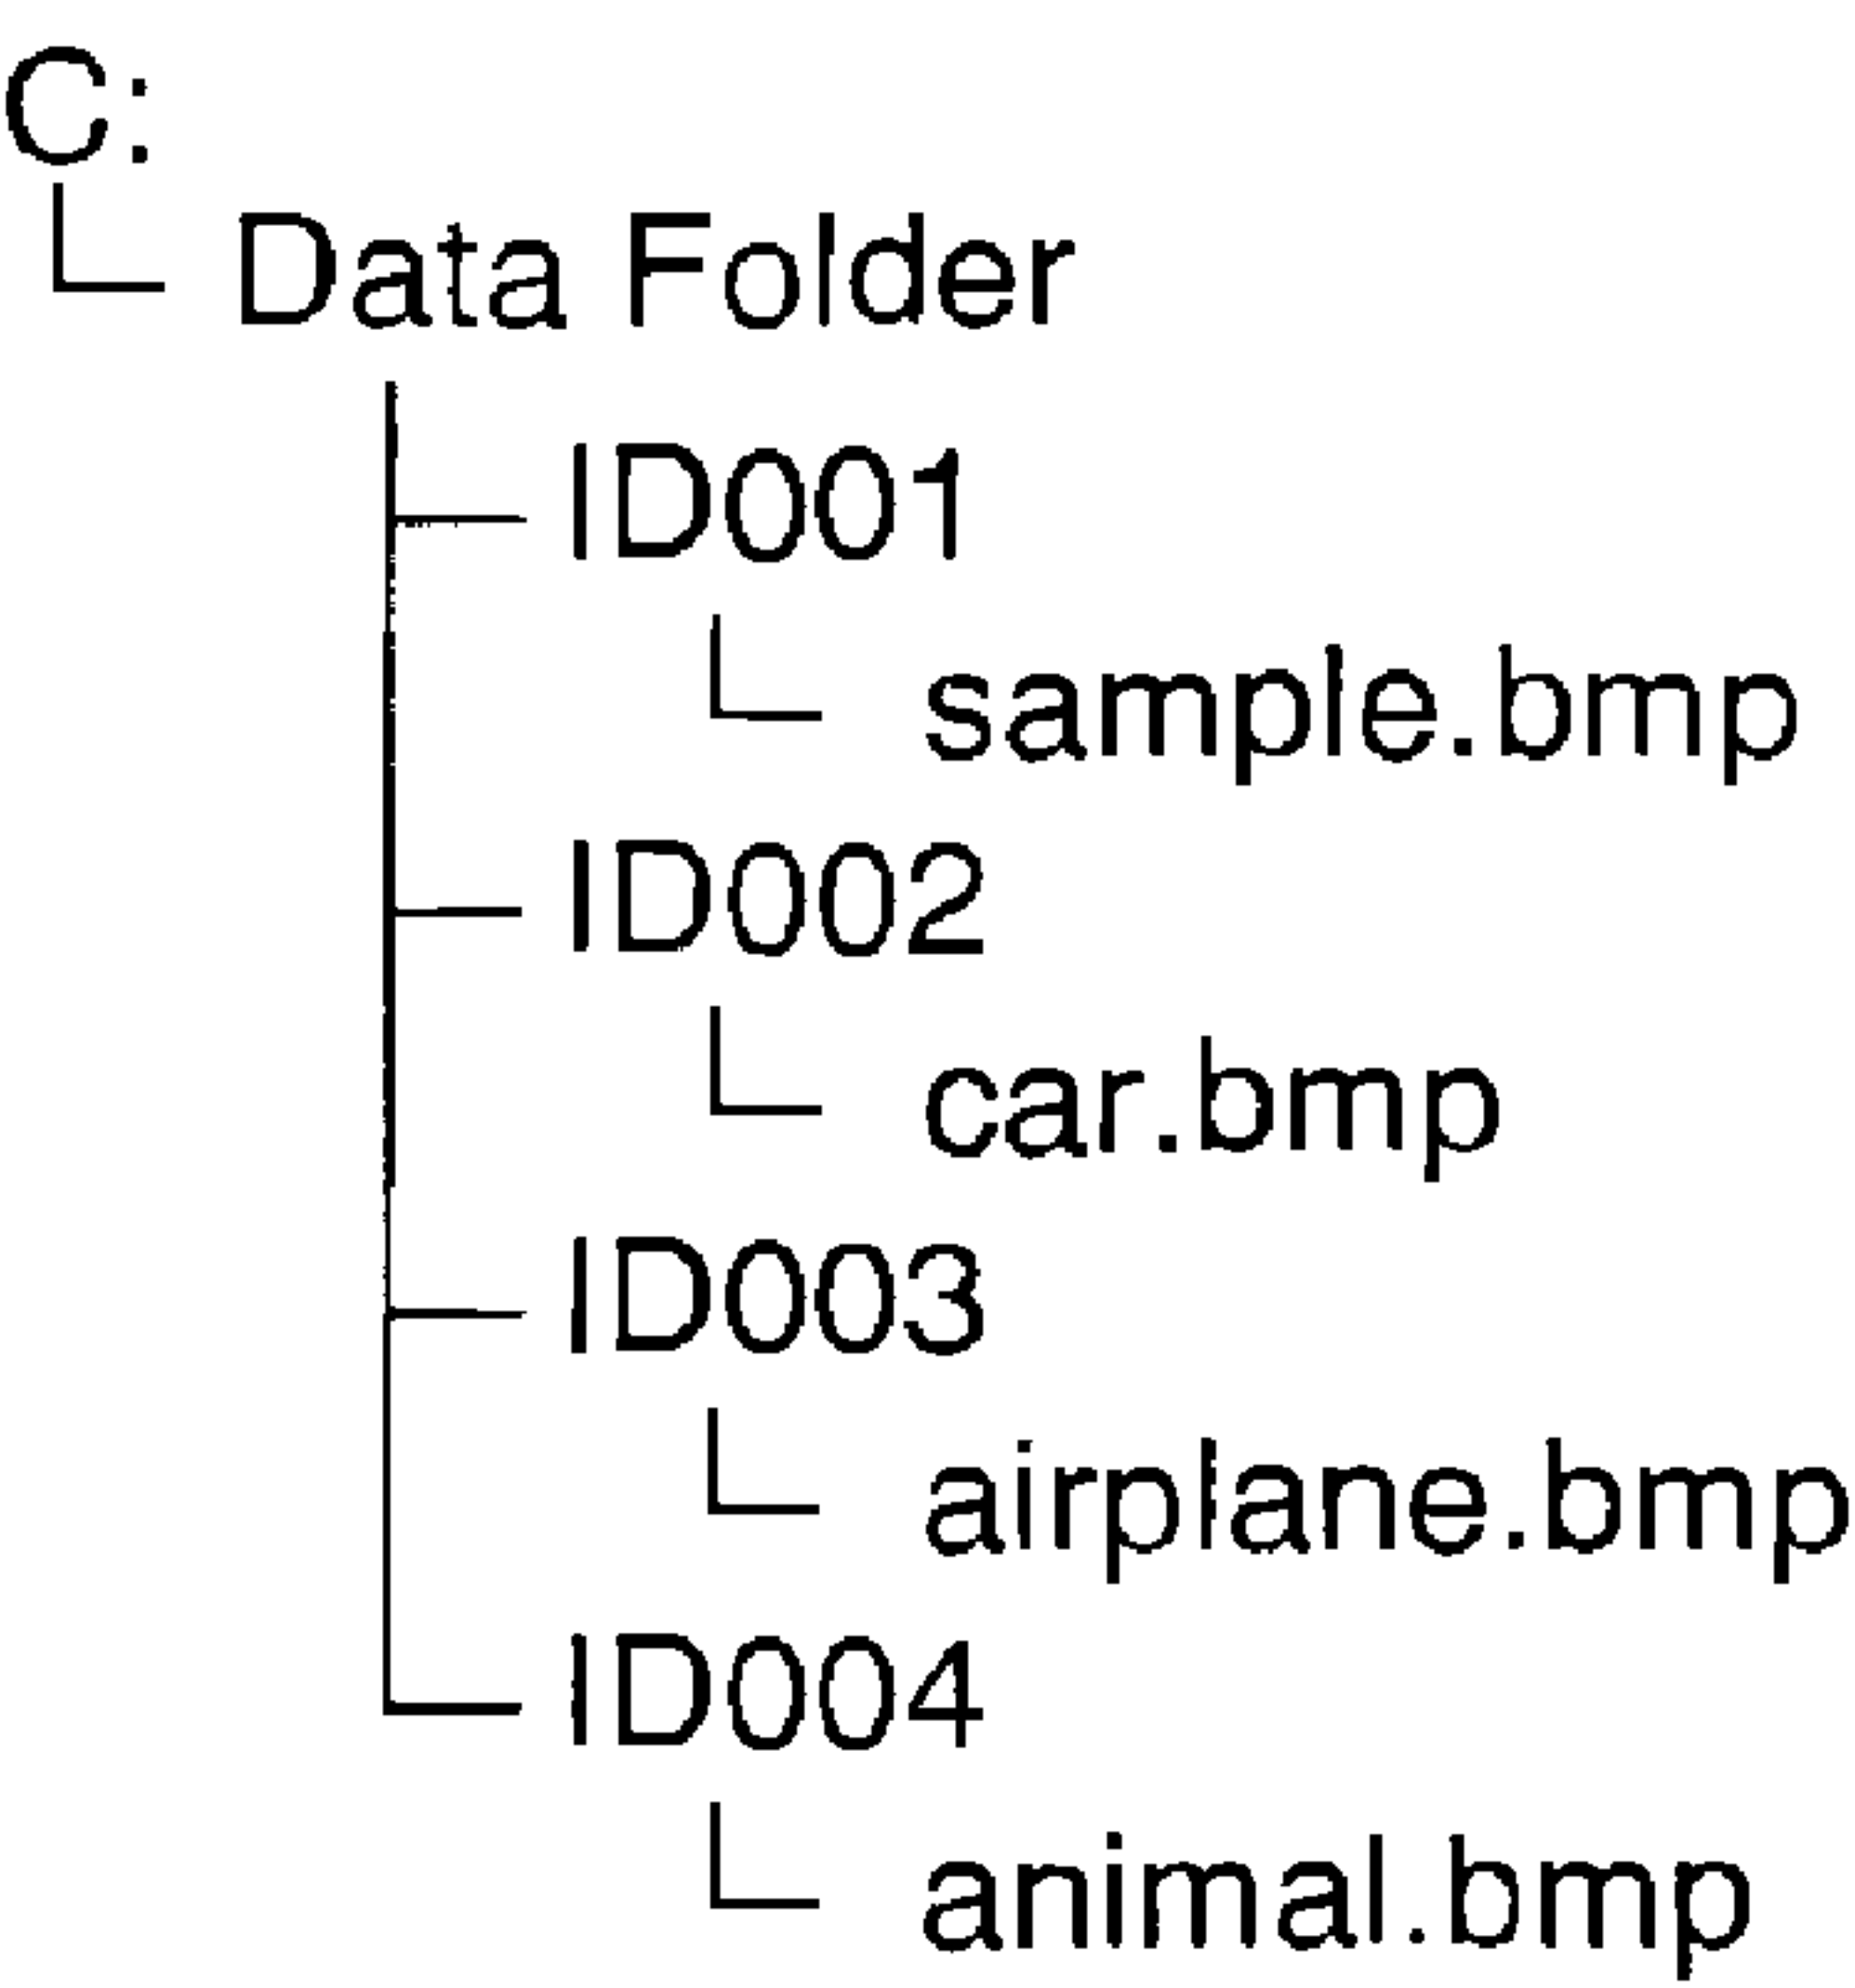 C:
Data Folder
ID001
sample.bmp
ID002
car.bmp
ID003
airplane.bmp
ID004
animal.bmp